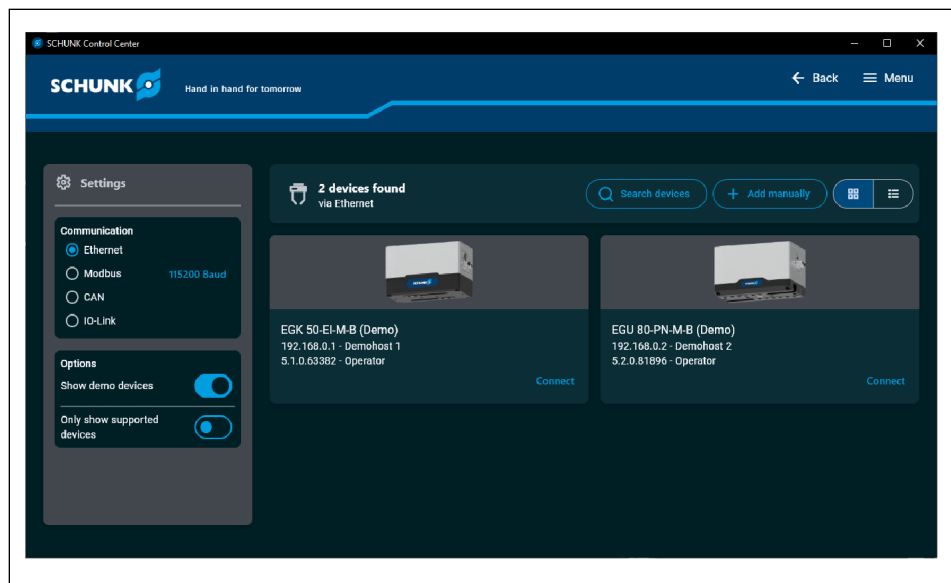 SCHUNK Control Center
SCHUNK
Hand in hand for tomorrow
Back
Menu
Settings
Communication
Ethernet
Modbus 115200 Baud
CAN
IO-Link
Options
Show demo devices
Only show supported
devices
2 devices found
via Ethernet
Search devices
Add manually
SCHUNK
EGK 50-EI-M-B (Demo)
192.168.0.1 - Demohost 1
5.1.0.63382 - Operator
Connect
EGU 80-PN-M-B (Demo)
192.168.0.2 - Demohost 2
5.2.0.81896 - Operator
Connect